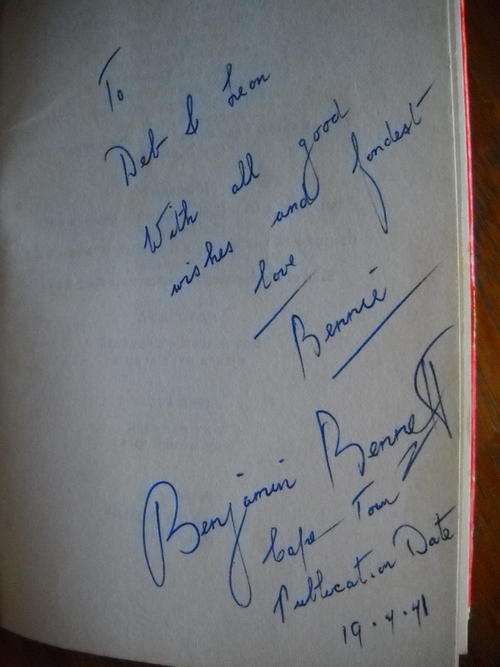 To
Deb & Leon
With all good
wishes and fondest
love
Bennie
Benjamin Bennett
Cape Town
Publication Date
19.4.41